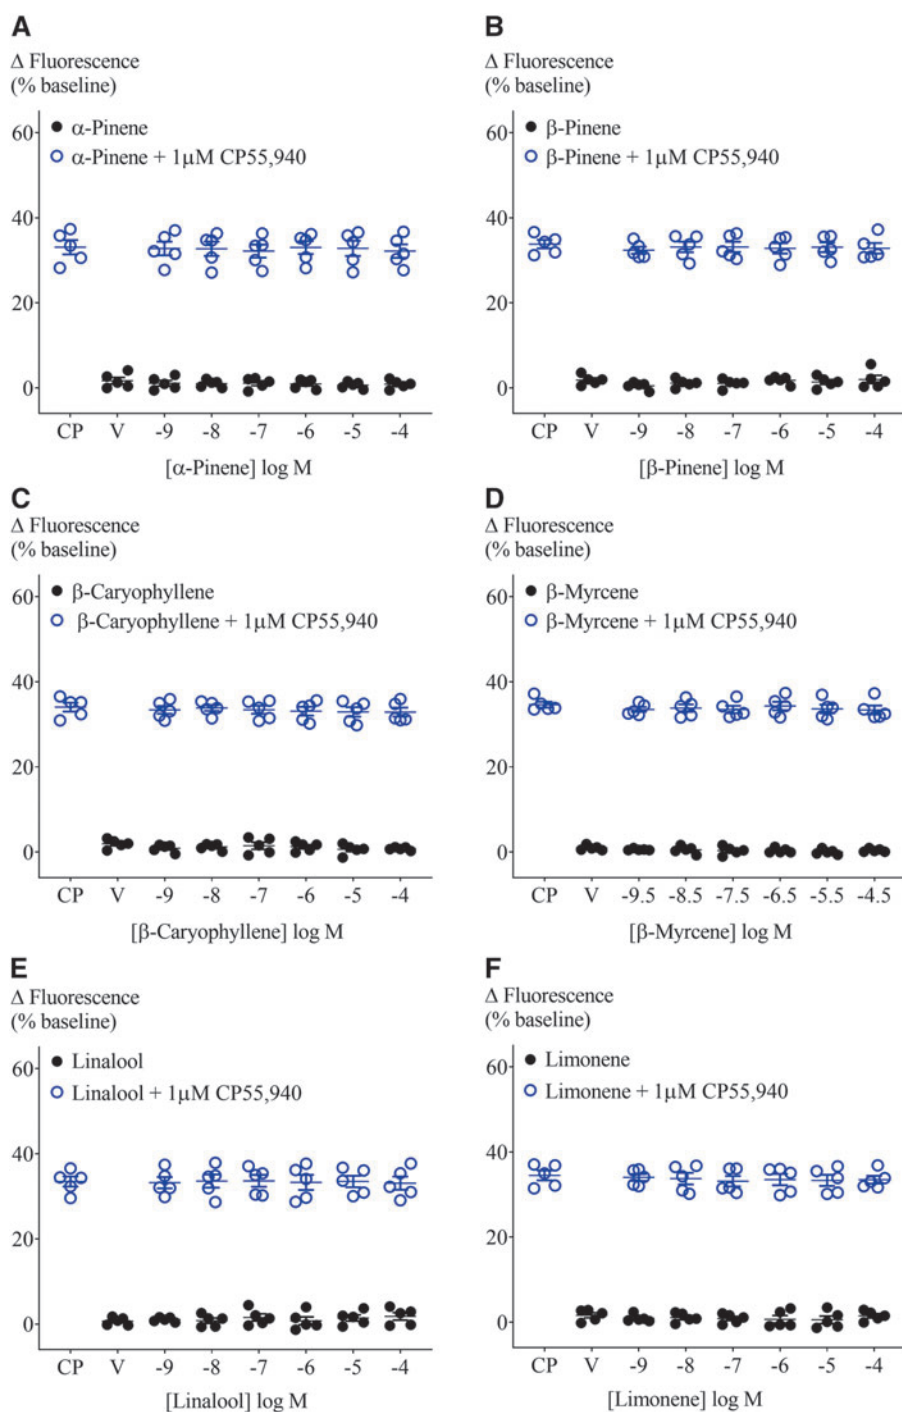 A
Δ Fluorescence
(% baseline)
60
α-Pinene
α-Pinene + 1µM CP55,940
40
20
0
CP V -9 -8 -7 -6 -5 -4
[α-Pinene] log M
B
Δ Fluorescence
(% baseline)
60
β-Pinene
β-Pinene + 1µM CP55,940
40
20
0
CP V -9 -8 -7 -6 -5 -4
[β-Pinene] log M
C
Δ Fluorescence
(% baseline)
60
β-Caryophyllene
β-Caryophyllene + 1µM CP55,940
40
20
0
CP V -9 -8 -7 -6 -5 -4
[β-Caryophyllene] log M
D
Δ Fluorescence
(% baseline)
60
β-Myrcene
β-Myrcene + 1µM CP55,940
40
20
0
CP V -9.5 -8.5 -7.5 -6.5 -5.5 -4.5
[β-Myrcene] log M
E
Δ Fluorescence
(% baseline)
60
Linalool
Linalool + 1µM CP55,940
40
20
0
CP V -9 -8 -7 -6 -5 -4
[Linalool] log M
F
Δ Fluorescence
(% baseline)
60
Limonene
Limonene + 1µM CP55,940
40
20
0
CP V -9 -8 -7 -6 -5 -4
[Limonene] log M